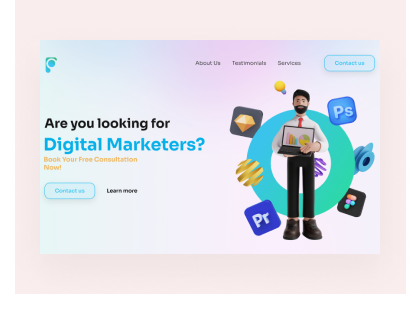 About Us Testimonials Services Contact us
Are you looking for
Digital Marketers?
Book Your Free Consultation
Now!
Contact us Learn more
Ps
Pr